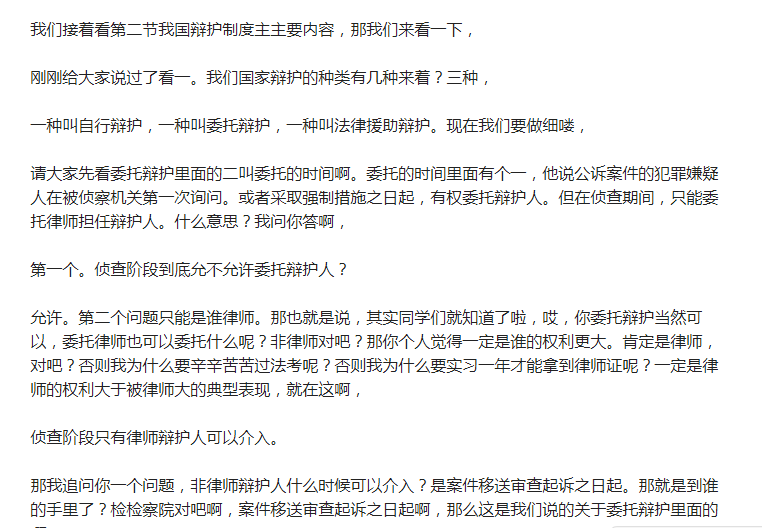 我们接着看第二节我国辩护制度主主要内容，那我们来看一下，
刚刚给大家说过了看一。我们国家辩护的种类有几种来着？三种，
一种叫自行辩护，一种叫委托辩护，一种叫法律援助辩护。现在我们要做细喽，
请大家先看委托辩护里面的二叫委托的时间啊。委托的时间里面有个一，他说公诉案件的犯罪嫌疑
人在被侦察机关第一次询问。或者采取强制措施之日起，有权委托辩护人。但在侦查期间，只能委
托律师担任辩护人。什么意思？我问你答啊，
第一个。侦查阶段到底允不允许委托辩护人？
允许。第二个问题只能是谁律师。那也就是说，其实同学们就知道了啦，哎，你委托辩护当然可
以，委托律师也可以委托什么呢？非律师对吧？那你个人觉得一定是谁的权利更大。肯定是律师，
对吧？否则我为什么要辛辛苦苦过法考呢？否则我为什么要实习一年才能拿到律师证呢？一定是律
师的权利大于被律师大的典型表现，就在这啊，
侦查阶段只有律师辩护人可以介入。
那我追问你一个问题，非律师辩护人什么时候可以介入？是案件移送审查起诉之日起。那就是到谁
的手里了？检检察院对吧啊，案件移送审查起诉之日起啊，那么这是我们说的关于委托辩护里面的